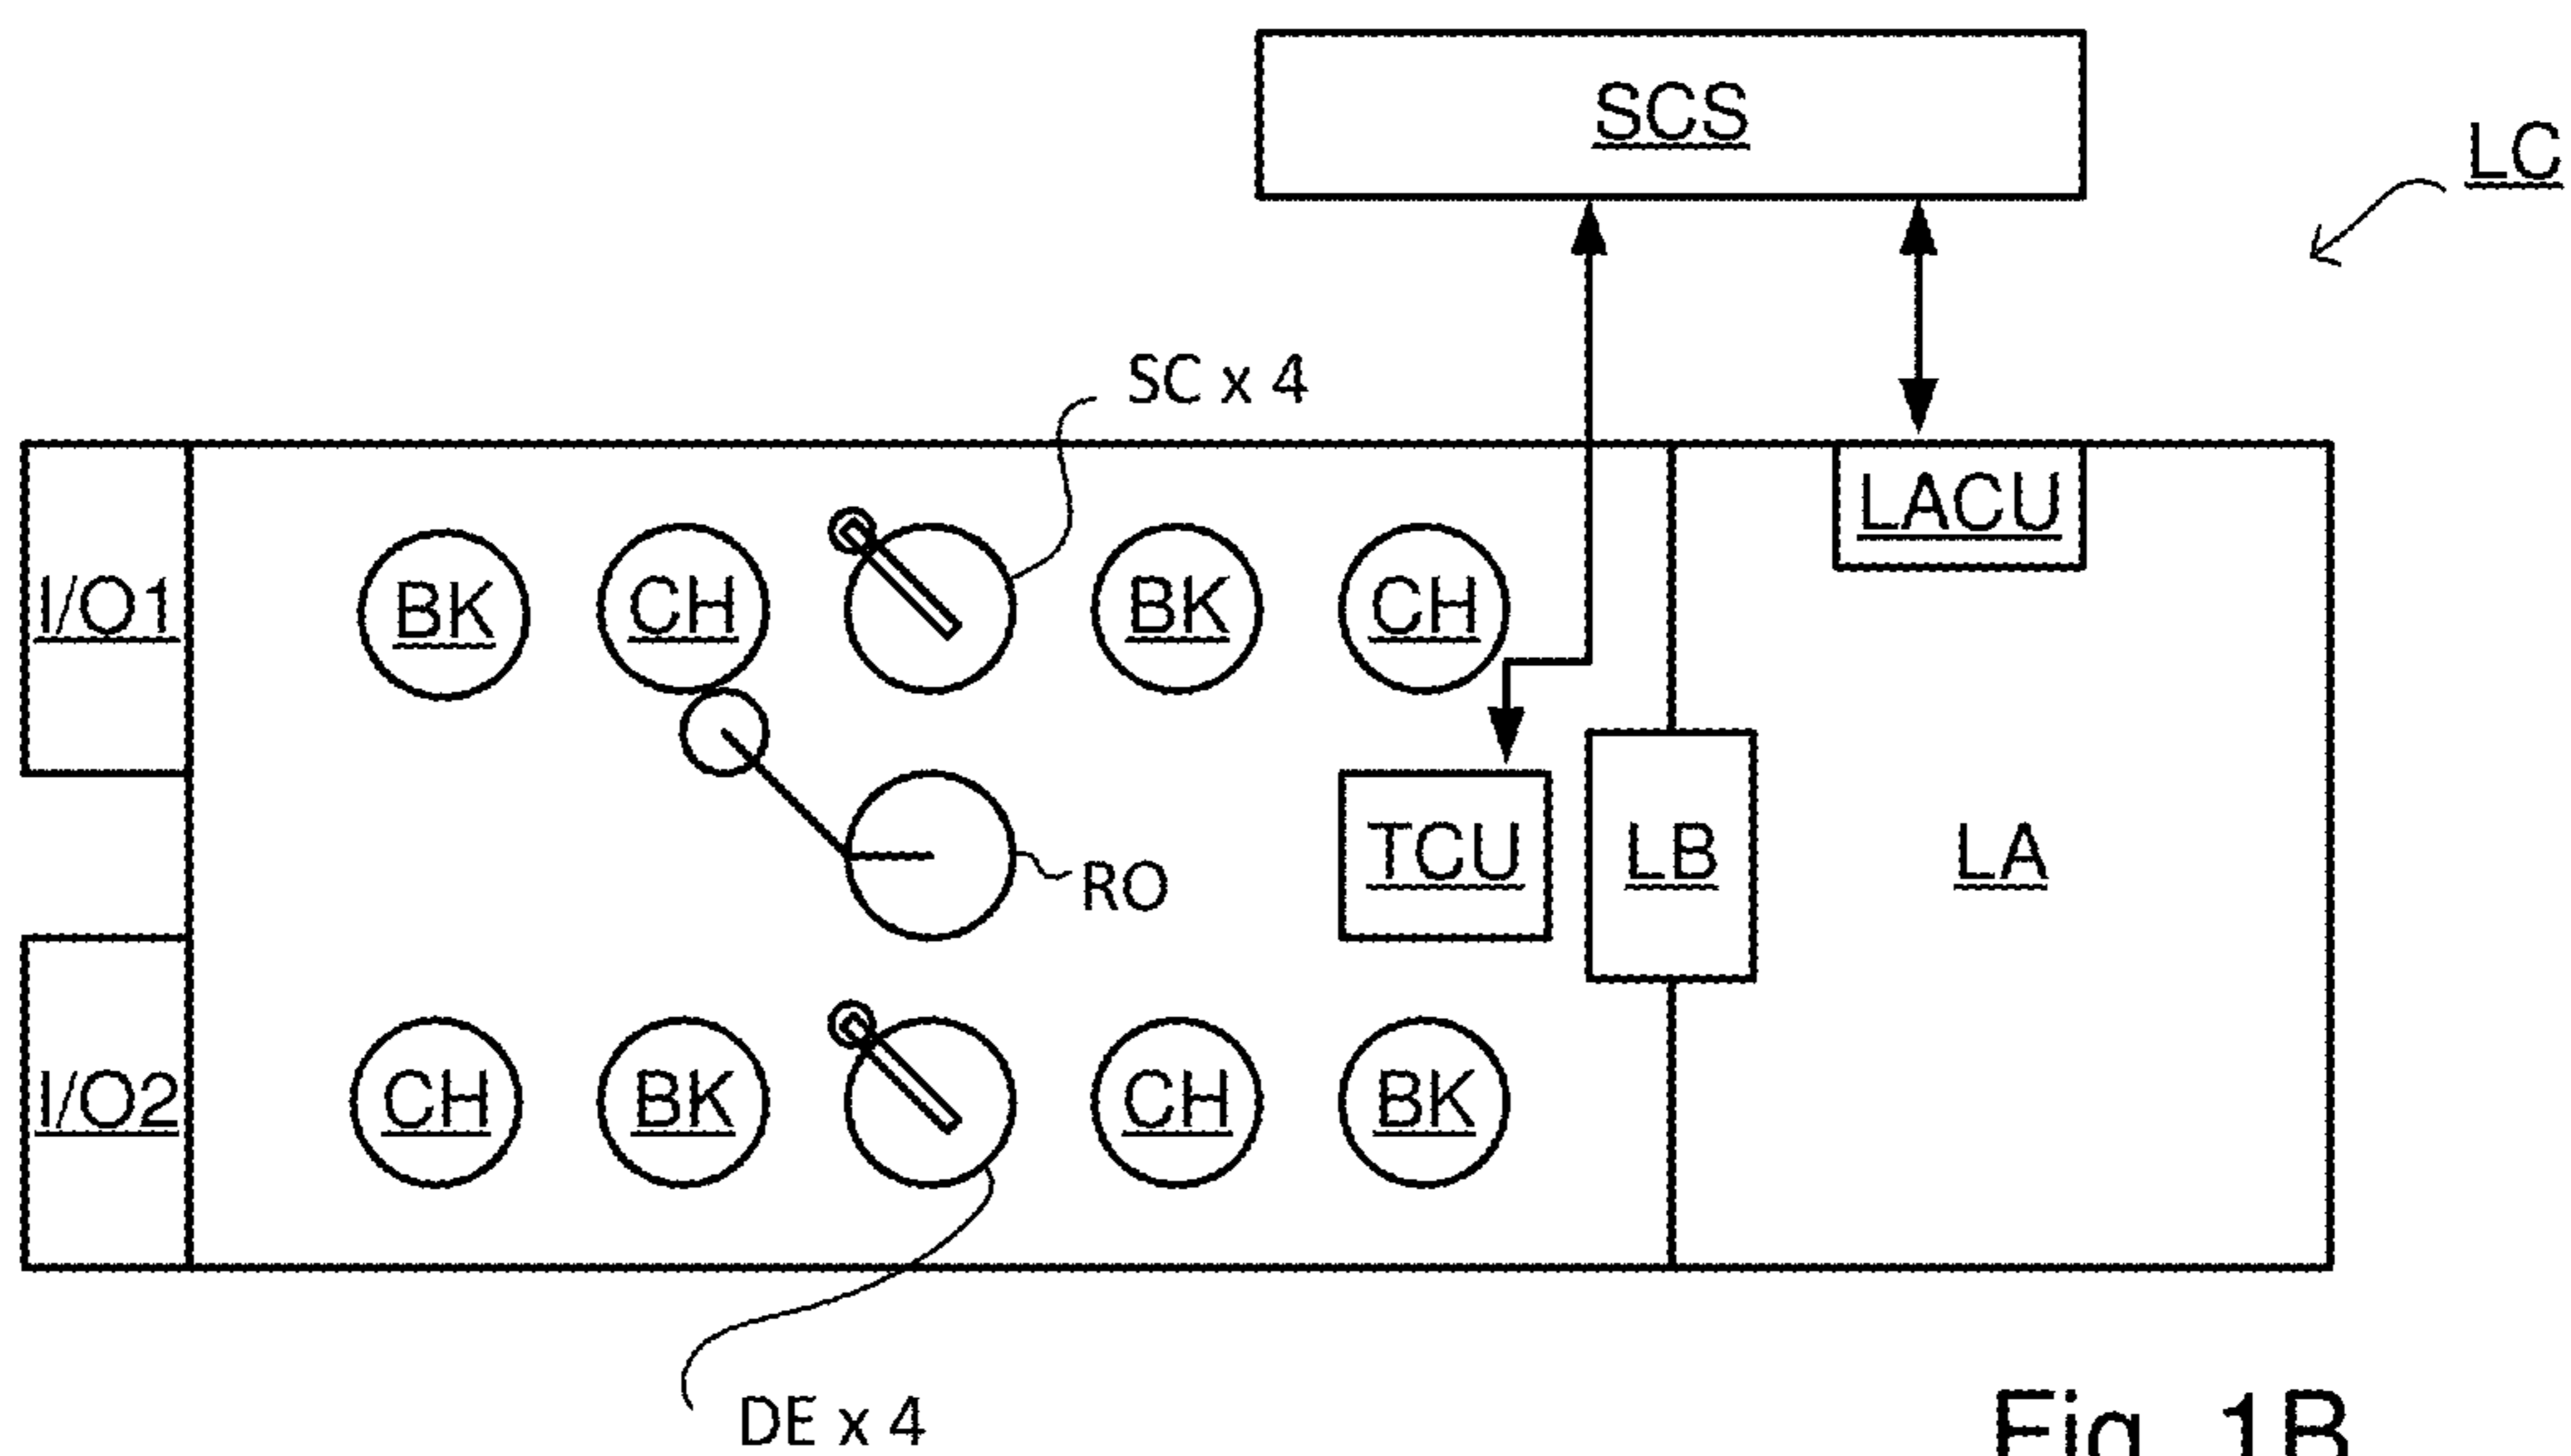 SCS
LC
SC x 4
LACU
I/O1
BK
CH
BK
CH
RO
TCU
LB
LA
I/O2
CH
BK
CH
BK
DE x 4
Fig. 1B